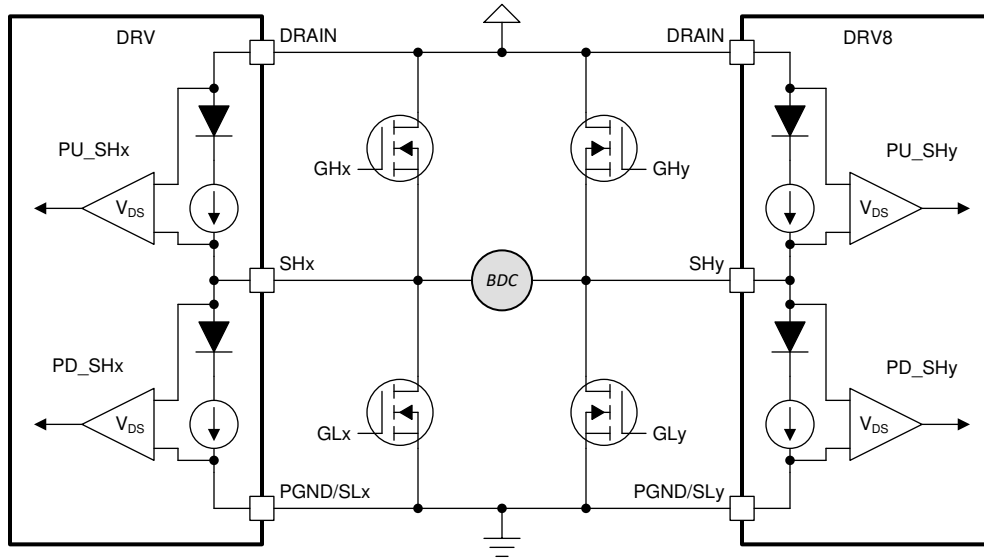 DRV
DRAIN
DRAIN
DRV8
PU_SHx
GHx
GHy
PU_SHy
VDS
VDS
SHx
BDC
SHy
PD_SHx
GLx
GLy
PD_SHy
VDS
VDS
PGND/SLx
PGND/SLy